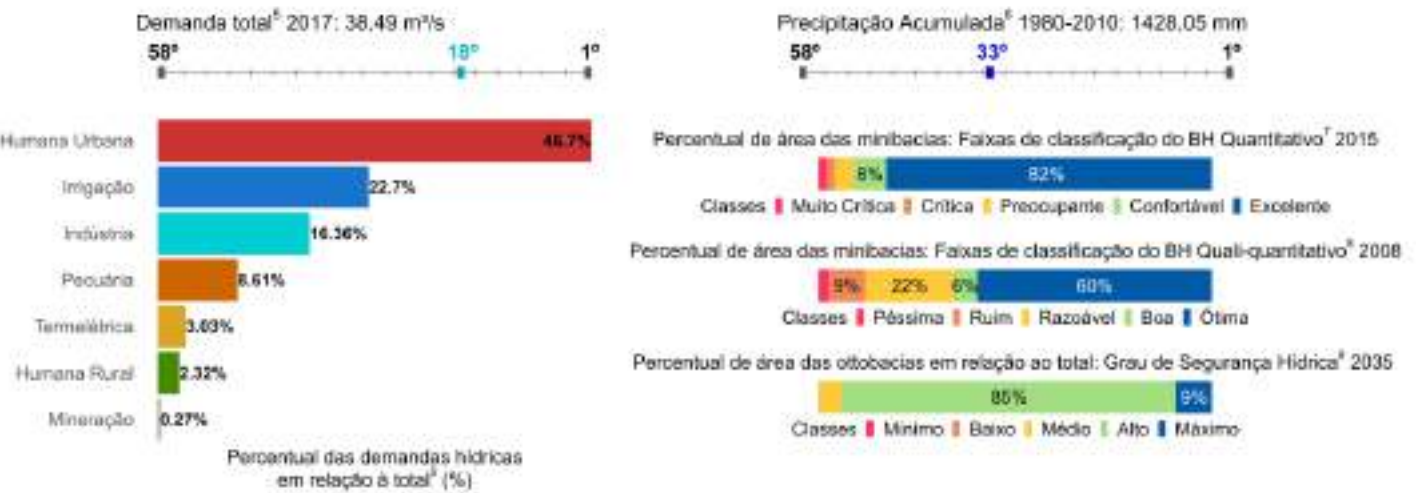 Demanda total⁵ 2017: 38,49 m³/s
58º 18º 1º
Humana Urbana 46.7%
Irrigação 22.7%
Indústria 16.36%
Pecuária 8.61%
Termelétrica 3.03%
Humana Rural 2.32%
Mineração 0.27%
Percentual das demandas hídricas
em relação à total (%)
Precipitação Acumulada⁶ 1980-2010: 1428,05 mm
58º 33º 1º
Percentual de área das minibacias: Faixas de classificação do BH Quantitativo⁷ 2015
8% 82%
Classes Muito Crítica Crítica Preocupante Confortável Excelente
Percentual de área das minibacias: Faixas de classificação do BH Quali-quantitativo⁸ 2008
9% 22% 6% 60%
Classes Péssima Ruim Razoável Boa Ótima
Percentual de área das ottobacias em relação ao total: Grau de Segurança Hídrica 2035
85% 9%
Classes Mínimo Baixo Médio Alto Máximo